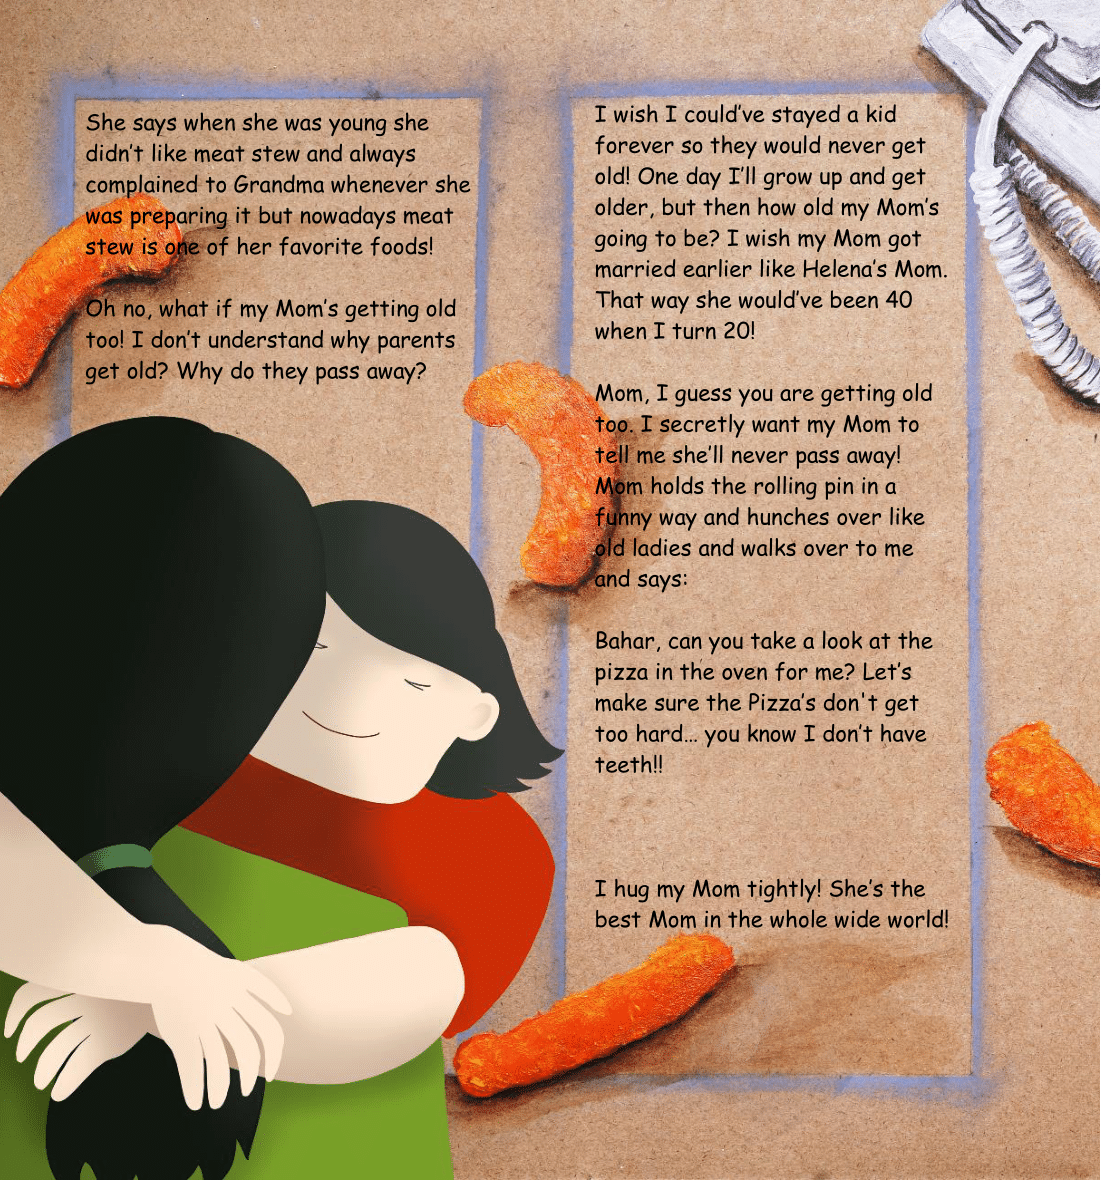 She says when she was young she
didn’t like meat stew and always
complained to Grandma whenever she
was preparing it but nowadays meat
stew is one of her favorite foods!
Oh no, what if my Mom’s getting old
too! I don’t understand why parents
get old? Why do they pass away?
I wish I could’ve stayed a kid
forever so they would never get
old! One day I’ll grow up and get
older, but then how old my Mom’s
going to be? I wish my Mom got
married earlier like Helena’s Mom.
That way she would’ve been 40
when I turn 20!
Mom, I guess you are getting old
too. I secretly want my Mom to
tell me she’ll never pass away!
Mom holds the rolling pin in a
funny way and hunches over like
old ladies and walks over to me
and says:
Bahar, can you take a look at the
pizza in the oven for me? Let’s
make sure the Pizza’s don't get
too hard... you know I don’t have
teeth!!
I hug my Mom tightly! She’s the
best Mom in the whole wide world!